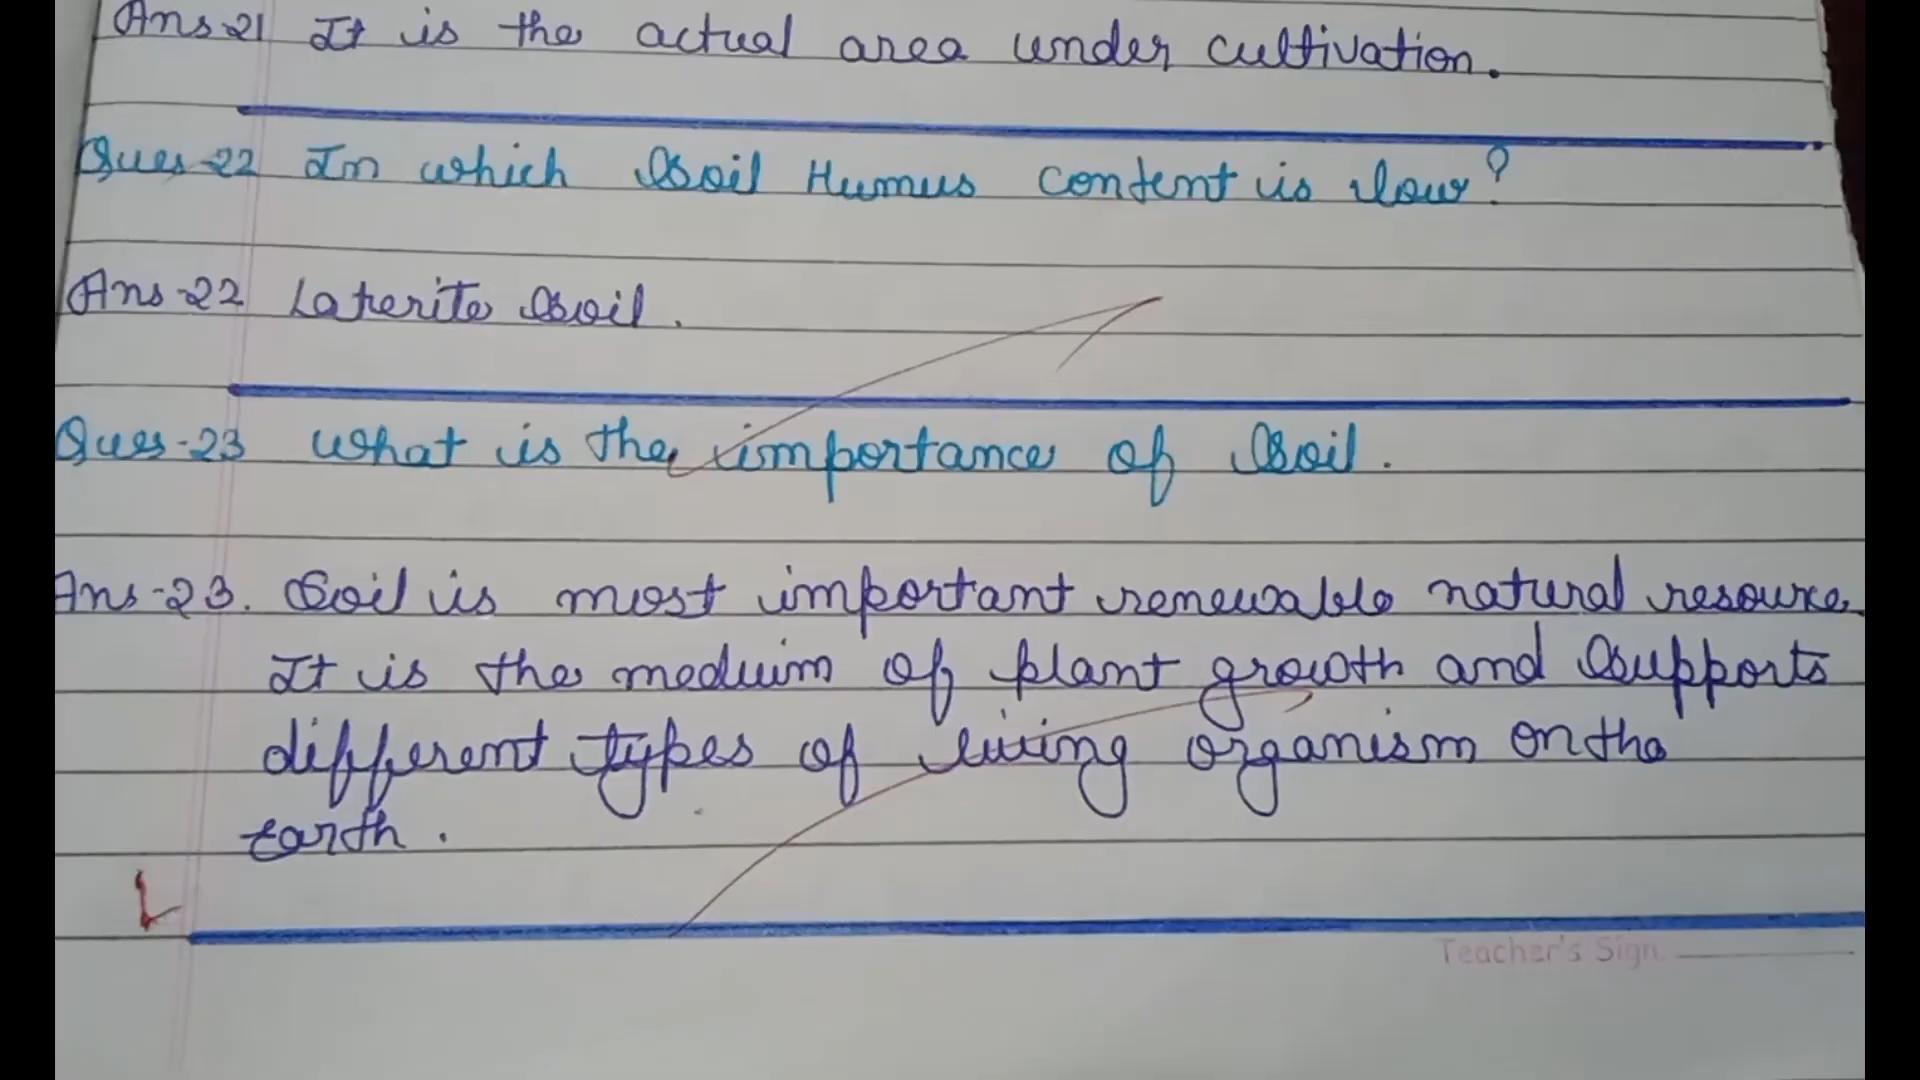 Ans-21 It is the actual area under cultivation.
Ques-22 In which Soil Humus content is low?
Ans-22 Laterite Soil.
Ques-23 What is the importance of Soil.
Ans-23. Soil is most important renewable natural resource.
It is the meduim of plant growth and Supports
different types of living organism on the
earth.
Teacher's Sign.